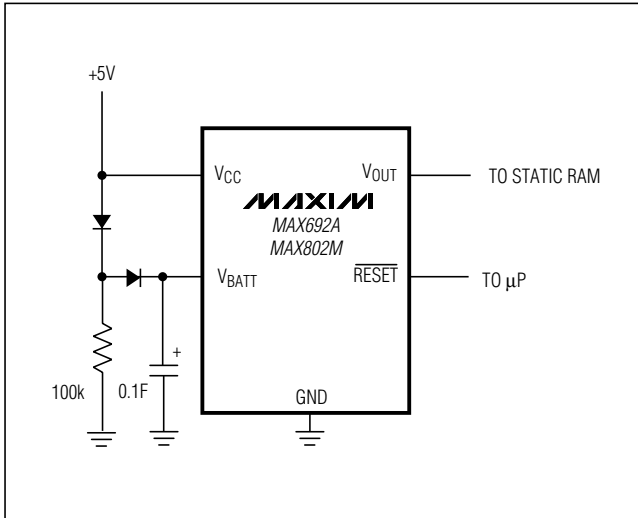 +5V
VCC
VOUT
TO STATIC RAM
MAXIM
MAX692A
MAX802M
VBATT
RESET
TO μP
+
100k
0.1F
GND